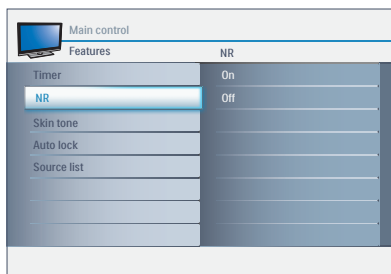 Main control
Features
NR
Timer
On
NR
Off
Skin tone
Auto lock
Source list